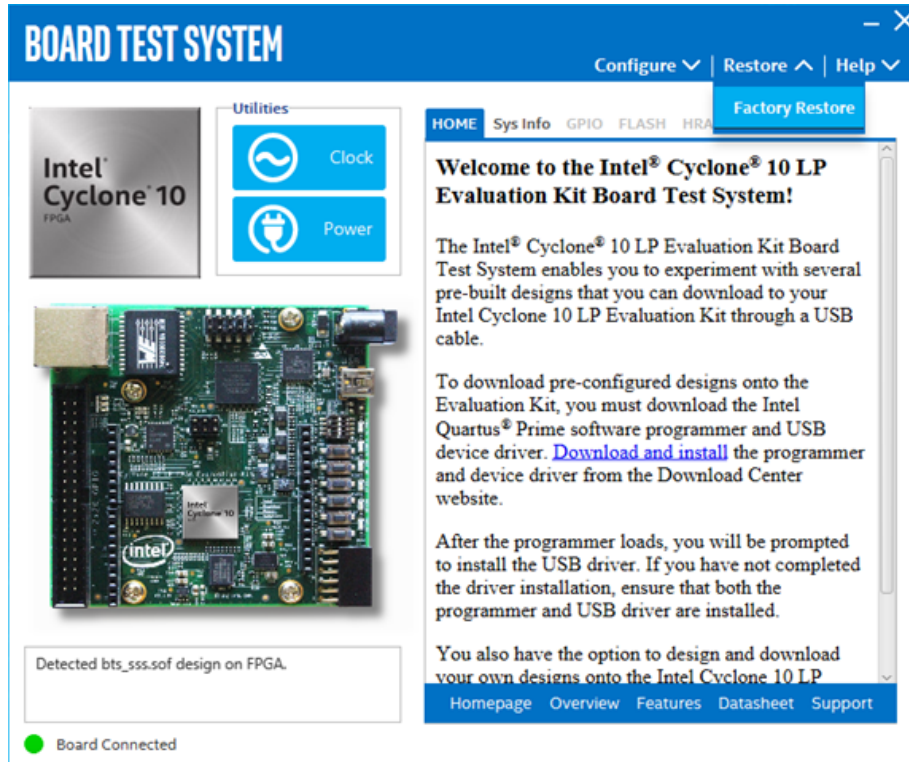 BOARD TEST SYSTEM
Configure | Restore | Help
Factory Restore
Intel®
Cyclone® 10
FPGA
Utilities
Clock
Power
HOME Sys Info GPIO FLASH HRA
Welcome to the Intel® Cyclone® 10 LP
Evaluation Kit Board Test System!
The Intel® Cyclone® 10 LP Evaluation Kit Board
Test System enables you to experiment with several
pre-built designs that you can download to your
Intel Cyclone 10 LP Evaluation Kit through a USB
cable.
To download pre-configured designs onto the
Evaluation Kit, you must download the Intel
Quartus® Prime software programmer and USB
device driver. Download and install the programmer
and device driver from the Download Center
website.
After the programmer loads, you will be prompted
to install the USB driver. If you have not completed
the driver installation, ensure that both the
programmer and USB driver are installed.
You also have the option to design and download
your own designs onto the Intel Cyclone 10 LP
Homepage Overview Features Datasheet Support
Intel
Cyclone 10
intel
Detected bts_sss.sof design on FPGA.
Board Connected